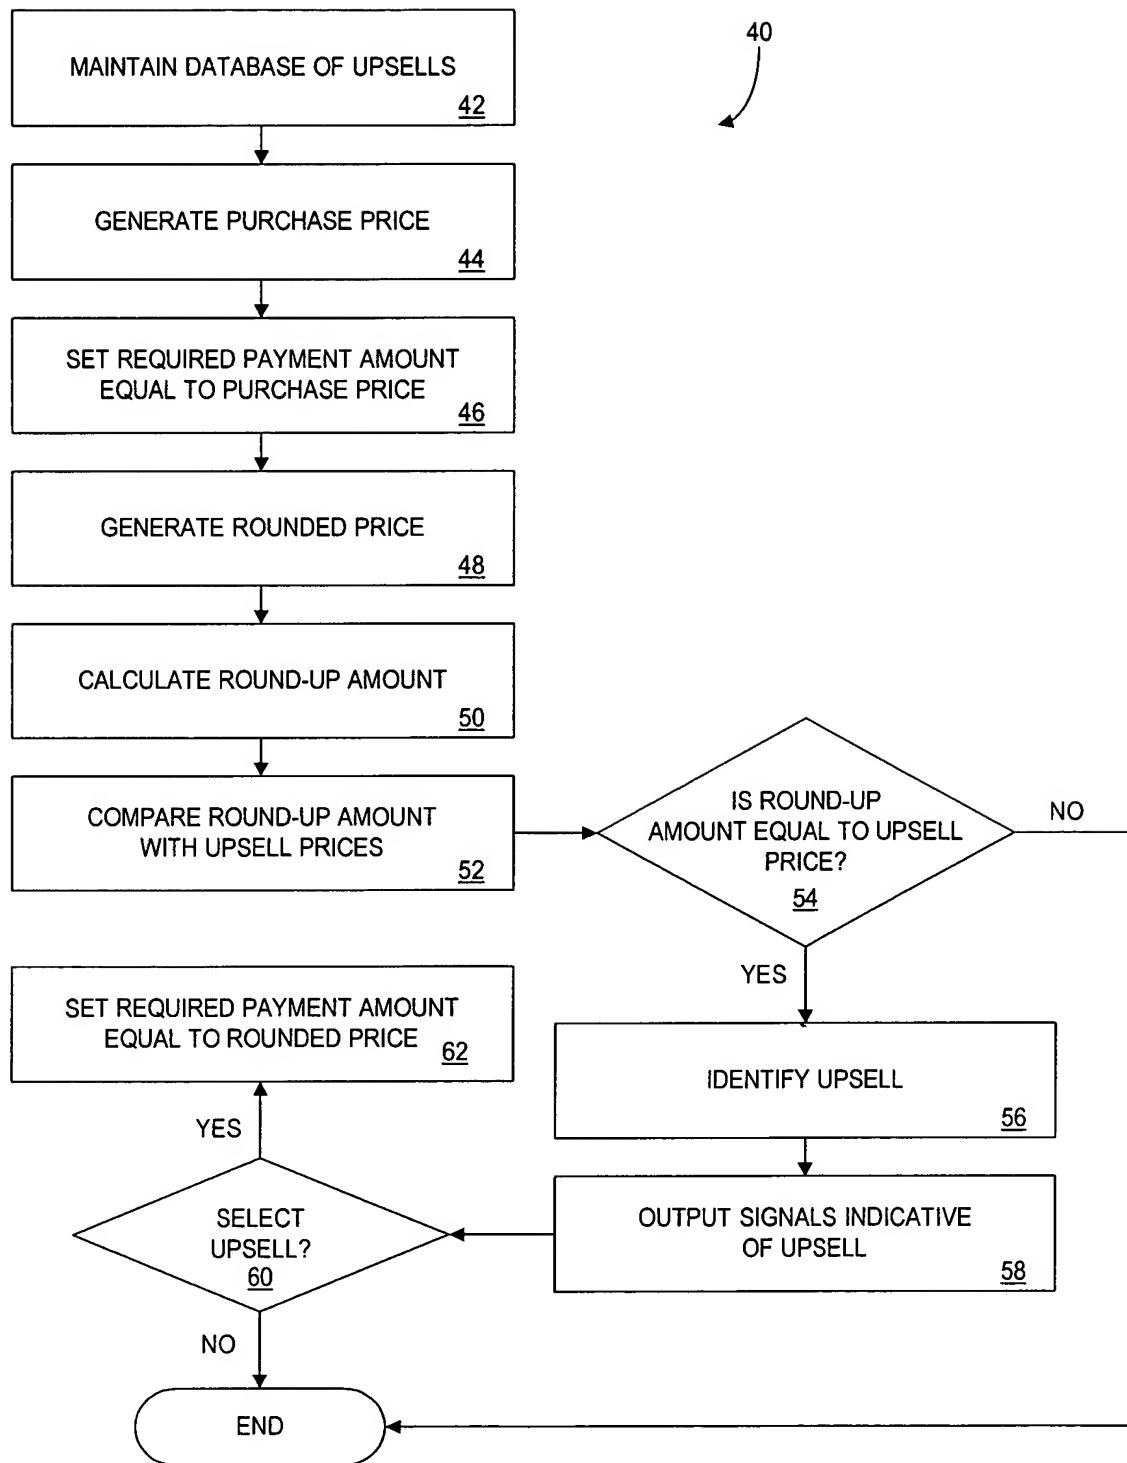 40
MAINTAIN DATABASE OF UPSELLS
42
GENERATE PURCHASE PRICE
44
SET REQUIRED PAYMENT AMOUNT
EQUAL TO PURCHASE PRICE
46
GENERATE ROUNDED PRICE
48
CALCULATE ROUND-UP AMOUNT
50
COMPARE ROUND-UP AMOUNT
WITH UPSELL PRICES
52
IS ROUND-UP
AMOUNT EQUAL TO UPSELL
PRICE?
54
NO
YES
IDENTIFY UPSELL
56
OUTPUT SIGNALS INDICATIVE
OF UPSELL
58
SELECT
UPSELL?
60
YES
SET REQUIRED PAYMENT AMOUNT
EQUAL TO ROUNDED PRICE
62
NO
END